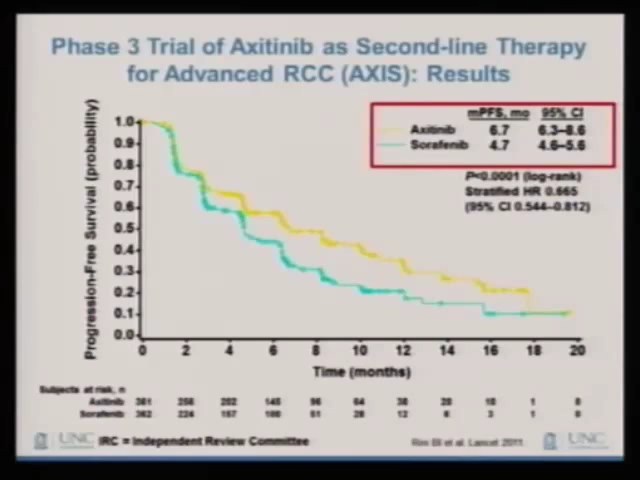 Phase 3 Trial of Axitinib as Second-line Therapy
for Advanced RCC (AXIS): Results
mPFS, mo 95% CI
Axitinib 6.7 6.3–8.6
Sorafenib 4.7 4.6–5.6
P<0.0001 (log-rank)
Stratified HR 0.665
(95% CI 0.544–0.812)
Progression-Free Survival (probability)
1.0
0.9
0.8
0.7
0.6
0.5
0.4
0.3
0.2
0.1
0.0
0 2 4 6 8 10 12 14 16 18 20
Time (months)
Subjects at risk, n
Axitinib 361 256 202 145 96 64 38 20 10 1 0
Sorafenib 362 224 157 100 51 28 12 6 3 1 0
UNC IRC = Independent Review Committee Rini BI et al. Lancet 2011. UNC